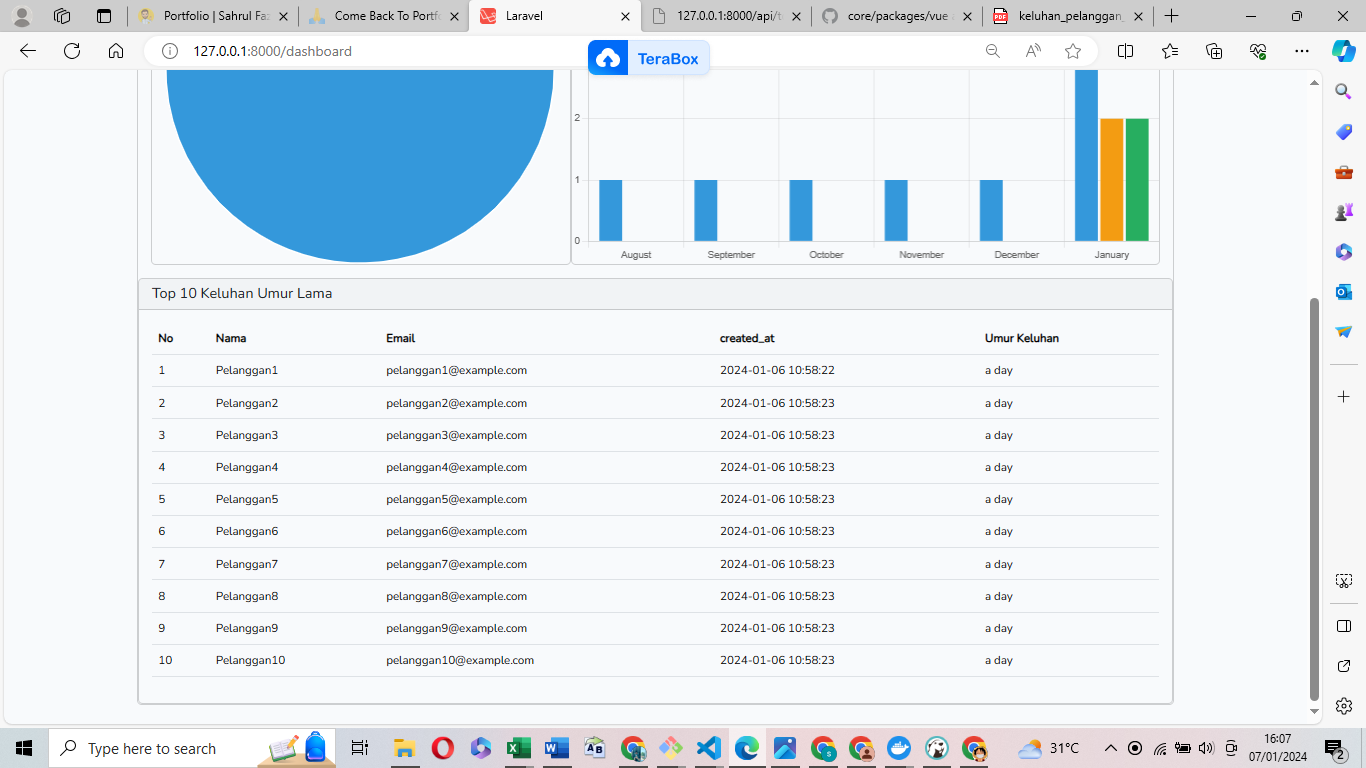 Portfolio | Sahrul Faz
Come Back To Portf
Laravel
127.0.0.1:8000/api/t
core/packages/vue
keluhan_pelanggan_
PDF
127.0.0.1:8000/dashboard
TeraBox
2
1
0
August September October November December January
Top 10 Keluhan Umur Lama
No Nama Email created_at Umur Keluhan
1 Pelanggan1 pelanggan1@example.com 2024-01-06 10:58:22 a day
2 Pelanggan2 pelanggan2@example.com 2024-01-06 10:58:23 a day
3 Pelanggan3 pelanggan3@example.com 2024-01-06 10:58:23 a day
4 Pelanggan4 pelanggan4@example.com 2024-01-06 10:58:23 a day
5 Pelanggan5 pelanggan5@example.com 2024-01-06 10:58:23 a day
6 Pelanggan6 pelanggan6@example.com 2024-01-06 10:58:23 a day
7 Pelanggan7 pelanggan7@example.com 2024-01-06 10:58:23 a day
8 Pelanggan8 pelanggan8@example.com 2024-01-06 10:58:23 a day
9 Pelanggan9 pelanggan9@example.com 2024-01-06 10:58:23 a day
10 Pelanggan10 pelanggan10@example.com 2024-01-06 10:58:23 a day
Type here to search
31°C
16:07
07/01/2024
2